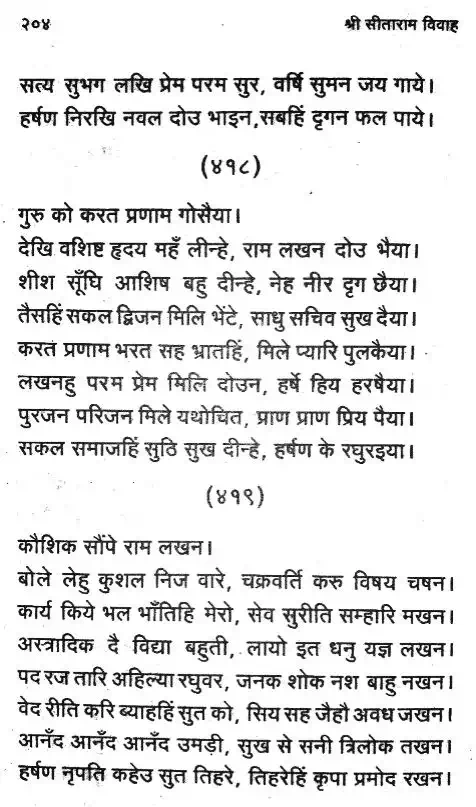 २०४ श्री सीताराम विवाह
सत्य सुभग लखि प्रेम परम सुर, वर्षि सुमन जय गाये।
हर्षण निरखि नवल दोउ भाइन,सबहिं दृगन फल पाये।
(४१८)
गुरु को करत प्रणाम गोसैया।
देखि वशिष्ट हृदय महँ लीन्हे, राम लखन दोउ भैया।
शीश सूँघि आशिष बहु दीन्हे, नेह नीर दृग छैया।
तैसहिं सकल द्विजन मिलि भेंटे, साधु सचिव सुख दैया।
करत प्रणाम भरत सह भ्रातहिं, मिले प्यारि पुलकैया।
लखनहु परम प्रेम मिलि दोउन, हर्षे हिय हरषैया।
पुरजन परिजन मिले यथोचित, प्राण प्राण प्रिय पैया।
सकल समाजहिं सुठि सुख दीन्हे, हर्षण के रघुरइया।
(४१९)
कौशिक सौंपे राम लखन।
बोले लेहु कुशल निज वारे, चक्रवर्ति करु विषय चषन।
कार्य किये भल भाँतिहि मेरो, सेव सुरीति सम्हारि मखन।
अस्त्रादिक दै विद्या बहुती, लायो इत धनु यज्ञ लखन।
पद रज तारि अहिल्या रघुवर, जनक शोक नश बाहु नखन।
वेद रीति करि ब्याहहिं सुत को, सिय सह जैहौ अवध जखन।
आनँद आनँद आनँद उमड़ी, सुख से सनी त्रिलोक तखन।
हर्षण नृपति कहेउ सुत तिहरे, तिहरेहिं कृपा प्रमोद रखन।